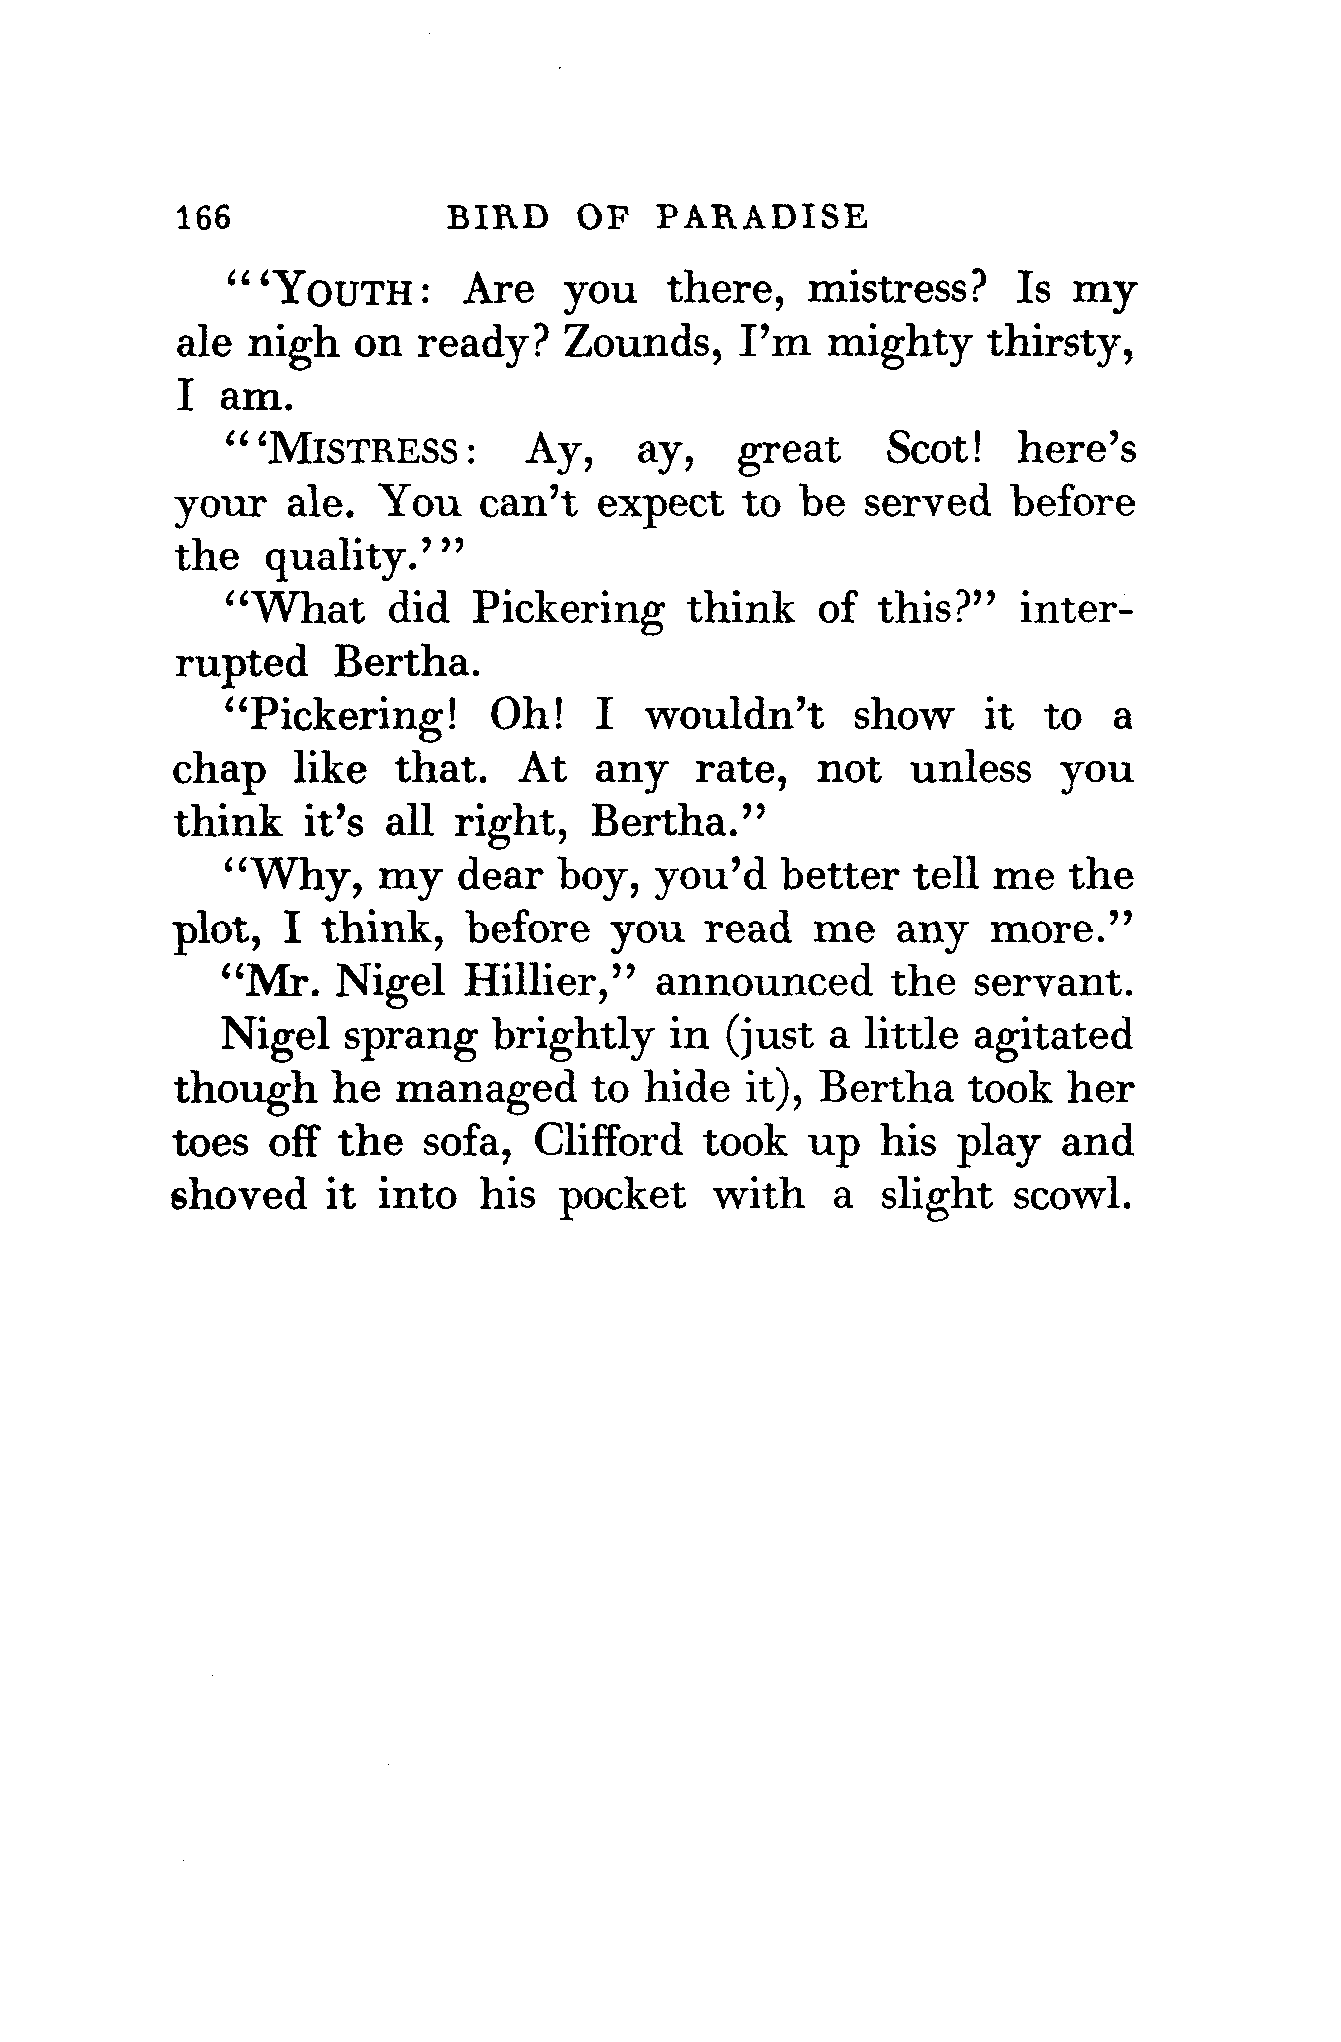 166 BIRD OF PARADISE
“‘YOUTH: Are you there, mistress? Is my
ale nigh on ready? Zounds, I’m mighty thirsty,
I am.
“‘MISTRESS: Ay, ay, great Scot! here’s
your ale. You can’t expect to be served before
the quality.’”
“What did Pickering think of this?” inter-
rupted Bertha.
“Pickering! Oh! I wouldn’t show it to a
chap like that. At any rate, not unless you
think it’s all right, Bertha.”
“Why, my dear boy, you’d better tell me the
plot, I think, before you read me any more.”
“Mr. Nigel Hillier,” announced the servant.
Nigel sprang brightly in (just a little agitated
though he managed to hide it), Bertha took her
toes off the sofa, Clifford took up his play and
shoved it into his pocket with a slight scowl.